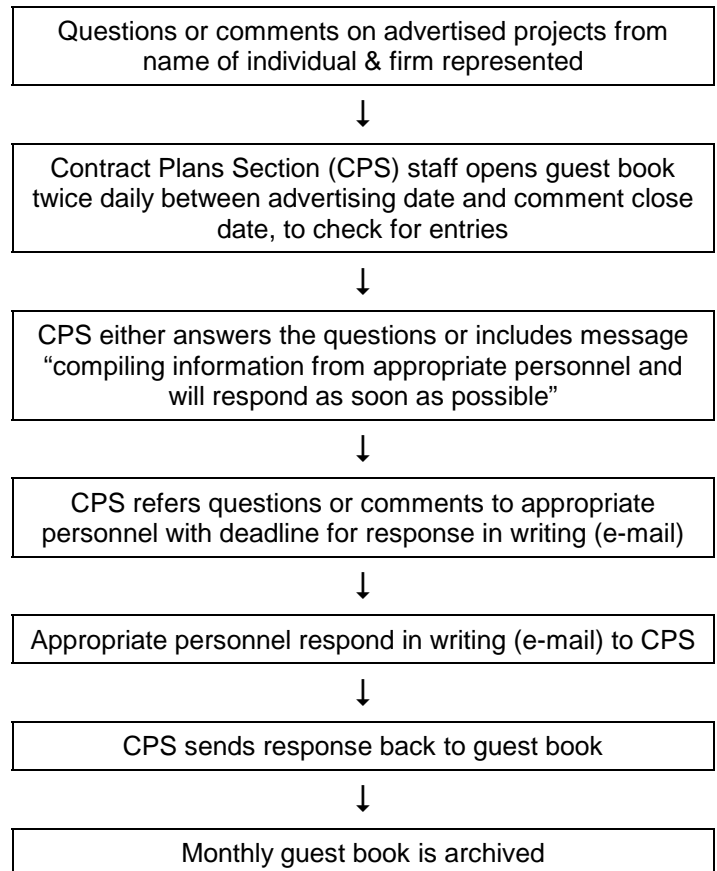 Questions or comments on advertised projects from
name of individual & firm represented
↓
Contract Plans Section (CPS) staff opens guest book
twice daily between advertising date and comment close
date, to check for entries
↓
CPS either answers the questions or includes message
“compiling information from appropriate personnel and
will respond as soon as possible”
↓
CPS refers questions or comments to appropriate
personnel with deadline for response in writing (e-mail)
↓
Appropriate personnel respond in writing (e-mail) to CPS
↓
CPS sends response back to guest book
↓
Monthly guest book is archived